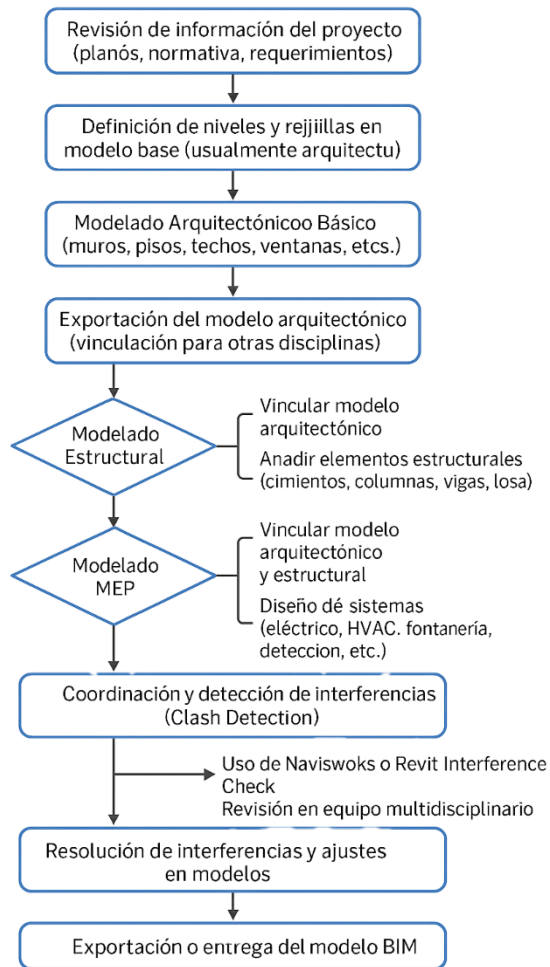 Revisión de información del proyecto
(planós, normativa, requerimientos)
Definición de niveles y rejjiillas en
modelo base (usualmente arquitectu)
Modelado Arquitectónicoo Básico
(muros, pisos, techos, ventanas, etcs.)
Exportación del modelo arquitectónico
(vinculación para otras disciplinas)
Modelado
Estructural
Vincular modelo
arquitectónico
Anadir elementos estructurales
(cimientos, columnas, vigas, losa)
Modelado
MEP
Vincular modelo
arquitectónico
y estructural
Diseño dé sistemas
(eléctrico, HVAC. fontanería,
deteccion, etc.)
Coordinación y detección de interferencias
(Clash Detection)
Uso de Naviswoks o Revit Interference
Check
Revisión en equipo multidisciplinario
Resolución de interferencias y ajustes
en modelos
Exportación o entrega del modelo BIM